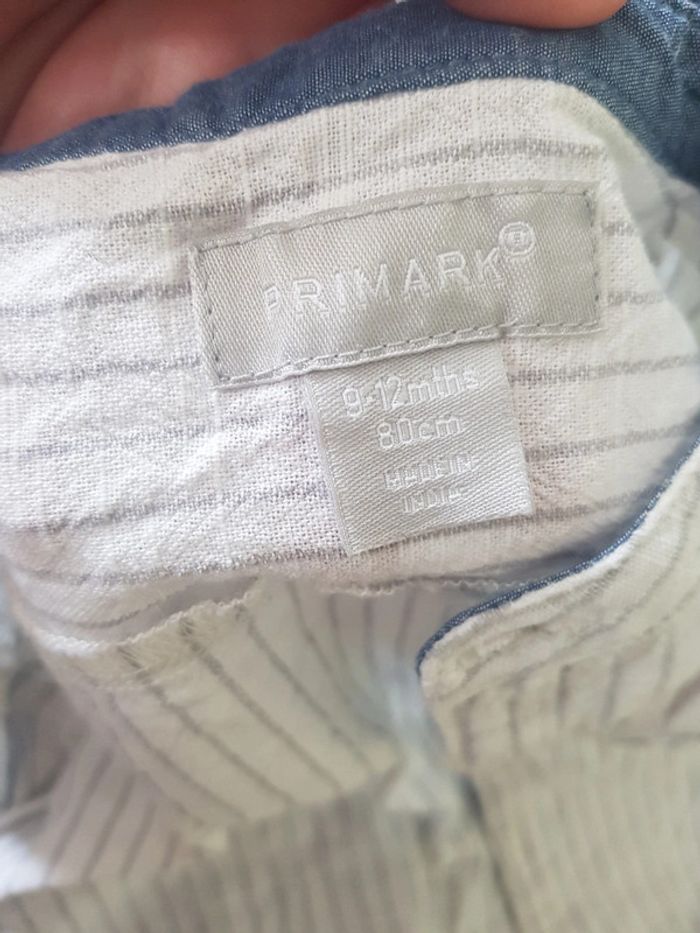 PRIMARK®
9-12mths
80cm
MADE IN
INDIA